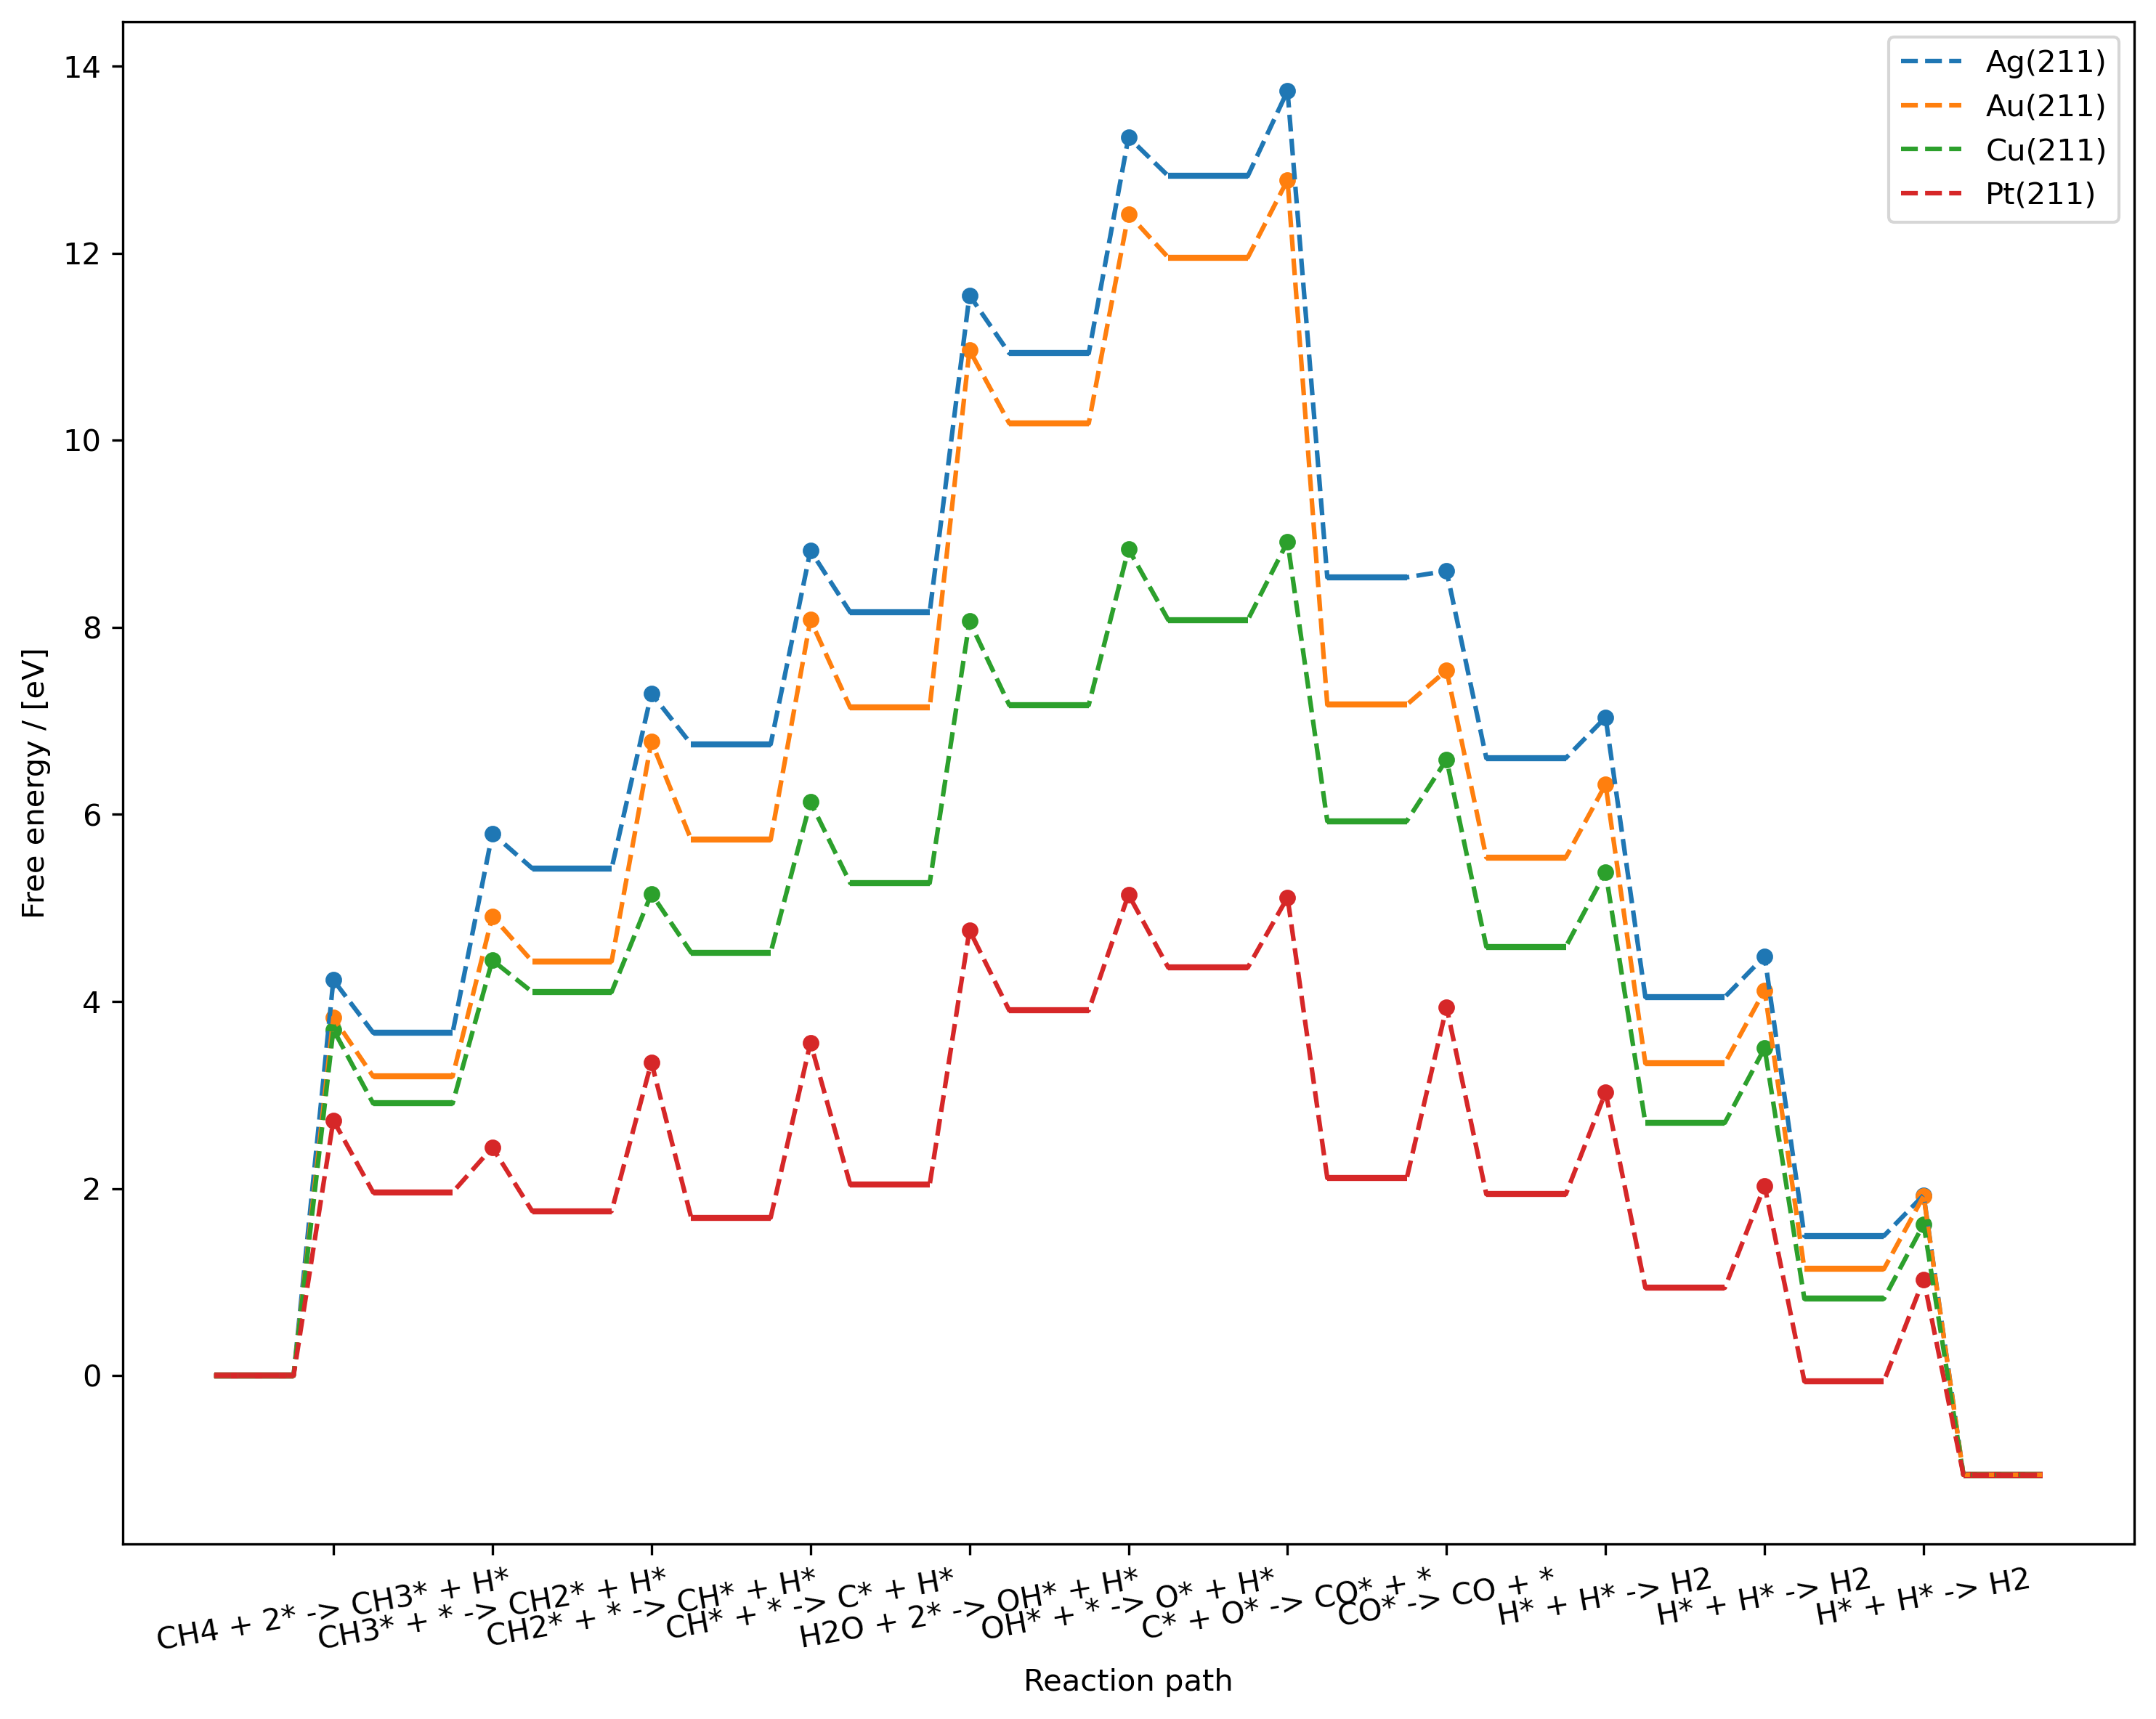 14
12
10
8
6
4
2
0
Free energy / [eV]
Ag(211)
Au(211)
Cu(211)
Pt(211)
CH4 + 2* -> CH3* + H*
CH3* + * -> CH2* + H*
CH2* + * -> CH* + H*
CH* + * -> C* + H*
H2O + 2* -> OH* + H*
OH* + * -> O* + H*
C* + O* -> CO* + *
CO* -> CO + *
H* + H* -> H2
H* + H* -> H2
H* + H* -> H2
Reaction path